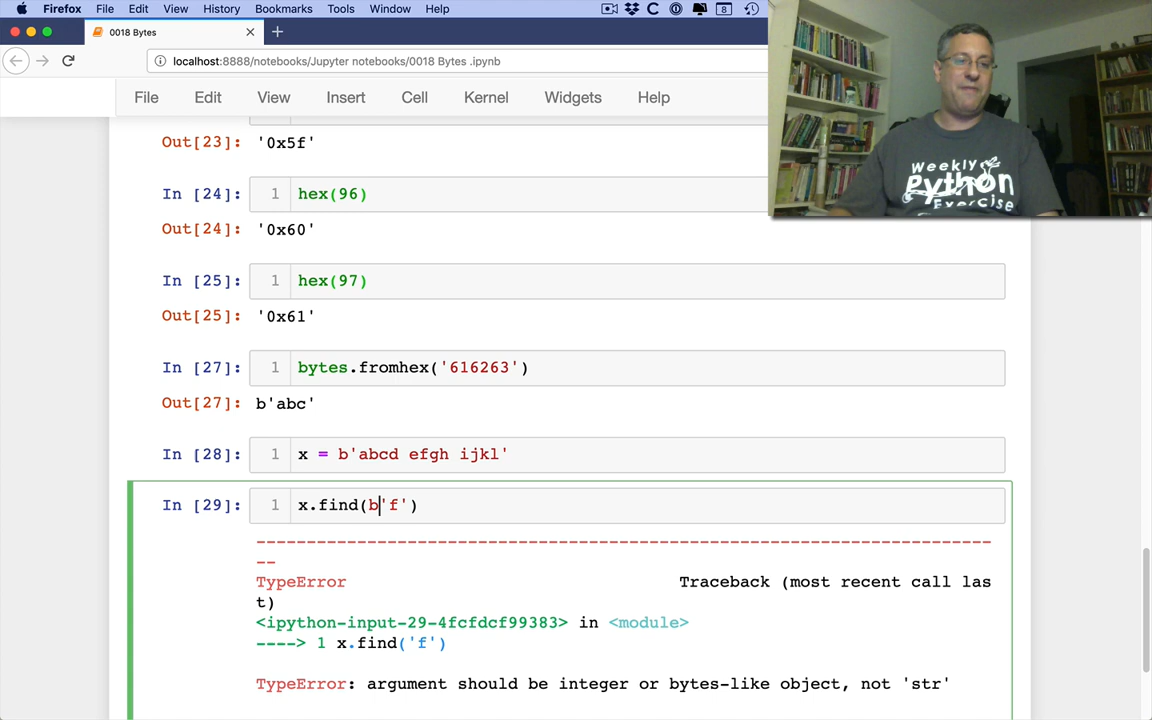 Firefox File Edit View History Bookmarks Tools Window Help
0018 Bytes
localhost:8888/notebooks/Jupyter notebooks/0018 Bytes .ipynb
File Edit View Insert Cell Kernel Widgets Help
Weekly
Python
Exercise
Out[23]: '0x5f'
In [24]: 1 hex(96)
Out[24]: '0x60'
In [25]: 1 hex(97)
Out[25]: '0x61'
In [27]: 1 bytes.fromhex('616263')
Out[27]: b'abc'
In [28]: 1 x = b'abcd efgh ijkl'
In [29]: 1 x.find(b'f')
-------------------------------------------------------------------------
--
TypeError Traceback (most recent call las
t)
<ipython-input-29-4fcfdcf99383> in <module>
----> 1 x.find('f')
TypeError: argument should be integer or bytes-like object, not 'str'